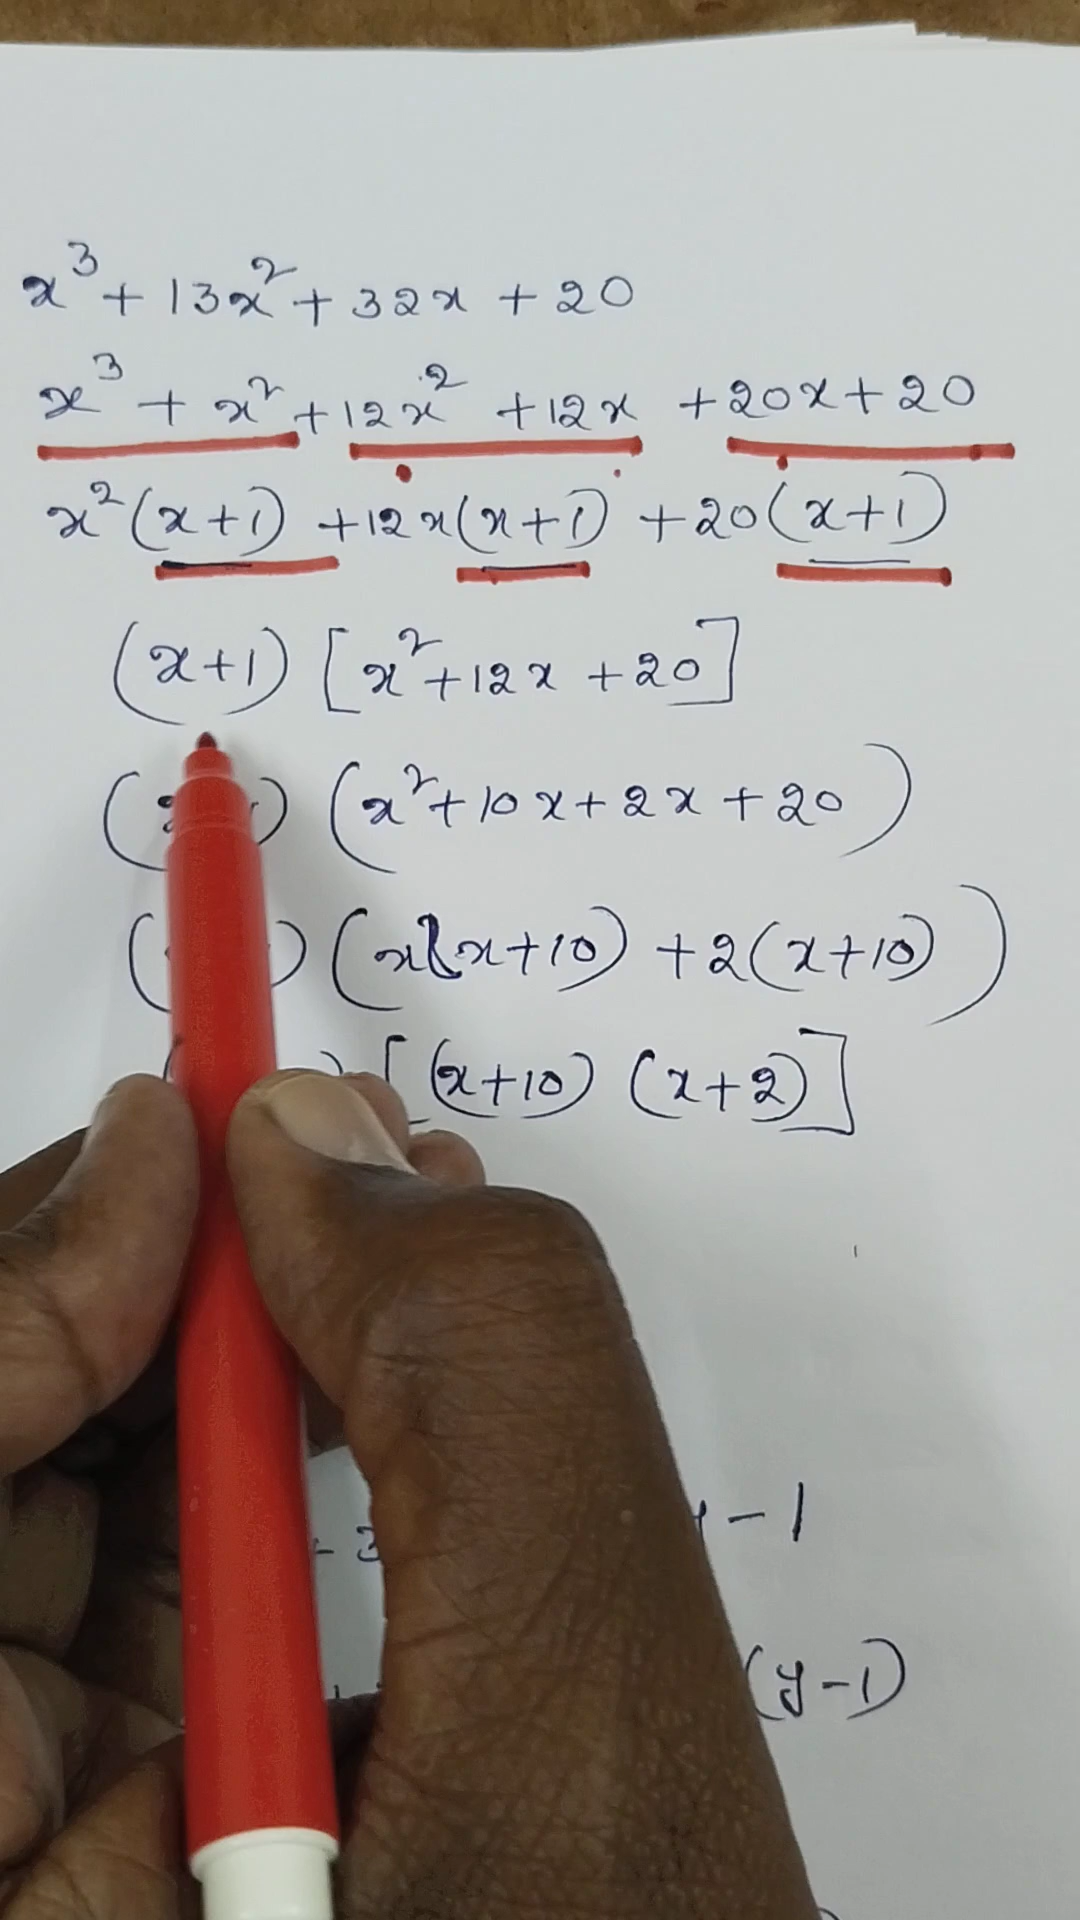 x³ + 13x² + 32x + 20
x³ + x² + 12x² + 12x + 20x + 20
x²(x+1) + 12x(x+1) + 20(x+1)
(x+1) [x² + 12x + 20]
( ) (x² + 10x + 2x + 20)
( ) (x(x+10) + 2(x+10))
[(x+10) (x+2)]
- 3 - 1
(y-1)